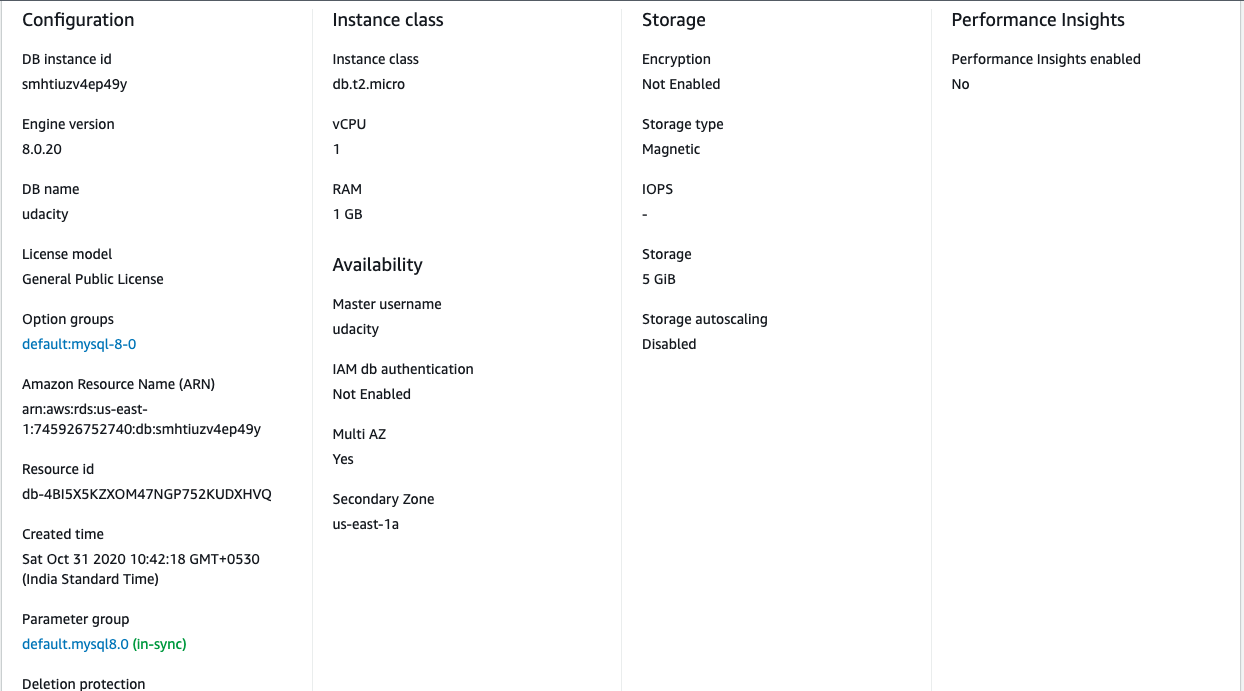 Configuration
DB instance id
smhtiuzv4ep49y
Engine version
8.0.20
DB name
udacity
License model
General Public License
Option groups
default:mysql-8-0
Amazon Resource Name (ARN)
arn:aws:rds:us-east-
1:745926752740:db:smhtiuzv4ep49y
Resource id
db-4BI5X5KZXOM47NGP752KUDXHVQ
Created time
Sat Oct 31 2020 10:42:18 GMT+0530
(India Standard Time)
Parameter group
default.mysql8.0 (in-sync)
Deletion protection
Instance class
Instance class
db.t2.micro
vCPU
1
RAM
1 GB
Availability
Master username
udacity
IAM db authentication
Not Enabled
Multi AZ
Yes
Secondary Zone
us-east-1a
Storage
Encryption
Not Enabled
Storage type
Magnetic
IOPS
-
Storage
5 GiB
Storage autoscaling
Disabled
Performance Insights
Performance Insights enabled
No